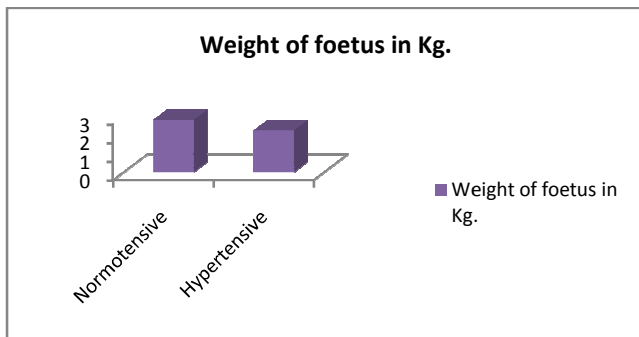 Weight of foetus in Kg.
3
2
1
0
Normotensive
Hypertensive
Weight of foetus in
Kg.